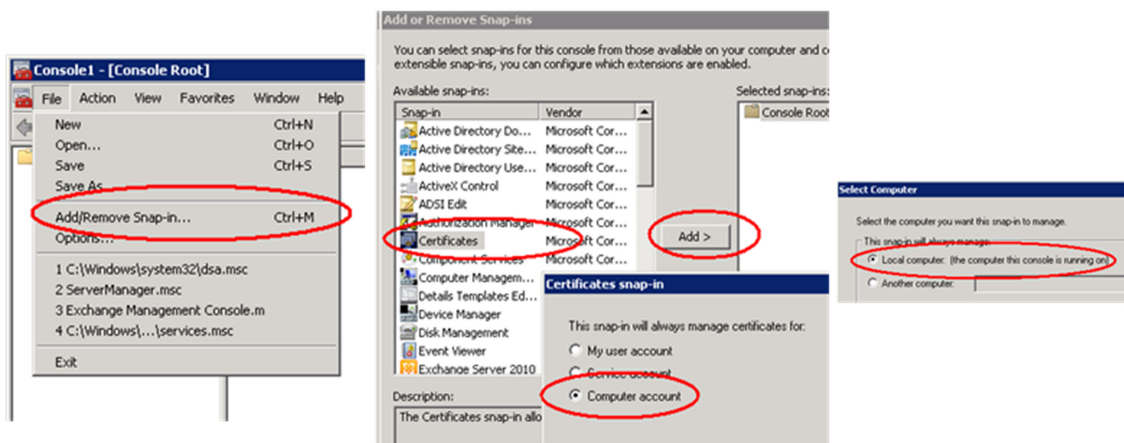 Console1 - [Console Root]
File Action View Favorites Window Help
New Ctrl+N
Open... Ctrl+O
Save Ctrl+S
Save As...
Add/Remove Snap-in... Ctrl+M
Options...
1 C:\Windows\system32\dsa.msc
2 ServerManager.msc
3 Exchange Management Console.m
4 C:\Windows\...\services.msc
Exit
Add or Remove Snap-ins
You can select snap-ins for this console from those available on your computer and c
extensible snap-ins, you can configure which extensions are enabled.
Available snap-ins:
Snap-in Vendor
Active Directory Do... Microsoft Cor...
Active Directory Site... Microsoft Cor...
Active Directory Use... Microsoft Cor...
ActiveX Control Microsoft Cor...
ADSI Edit Microsoft Cor...
Authorization Manager Microsoft Cor...
Certificates Microsoft Cor...
Component Services Microsoft Cor...
Computer Managem...
Details Templates Ed...
Device Manager
Disk Management
Event Viewer
Exchange Server 2010
Description:
The Certificates snap-in allo
Add >
Selected snap-ins:
Console Root
Certificates snap-in
This snap-in will always manage certificates for:
My user account
Service account
Computer account
Select Computer
Select the computer you want this snap-in to manage.
This snap-in will always manage:
Local computer: (the computer this console is running on)
Another computer: